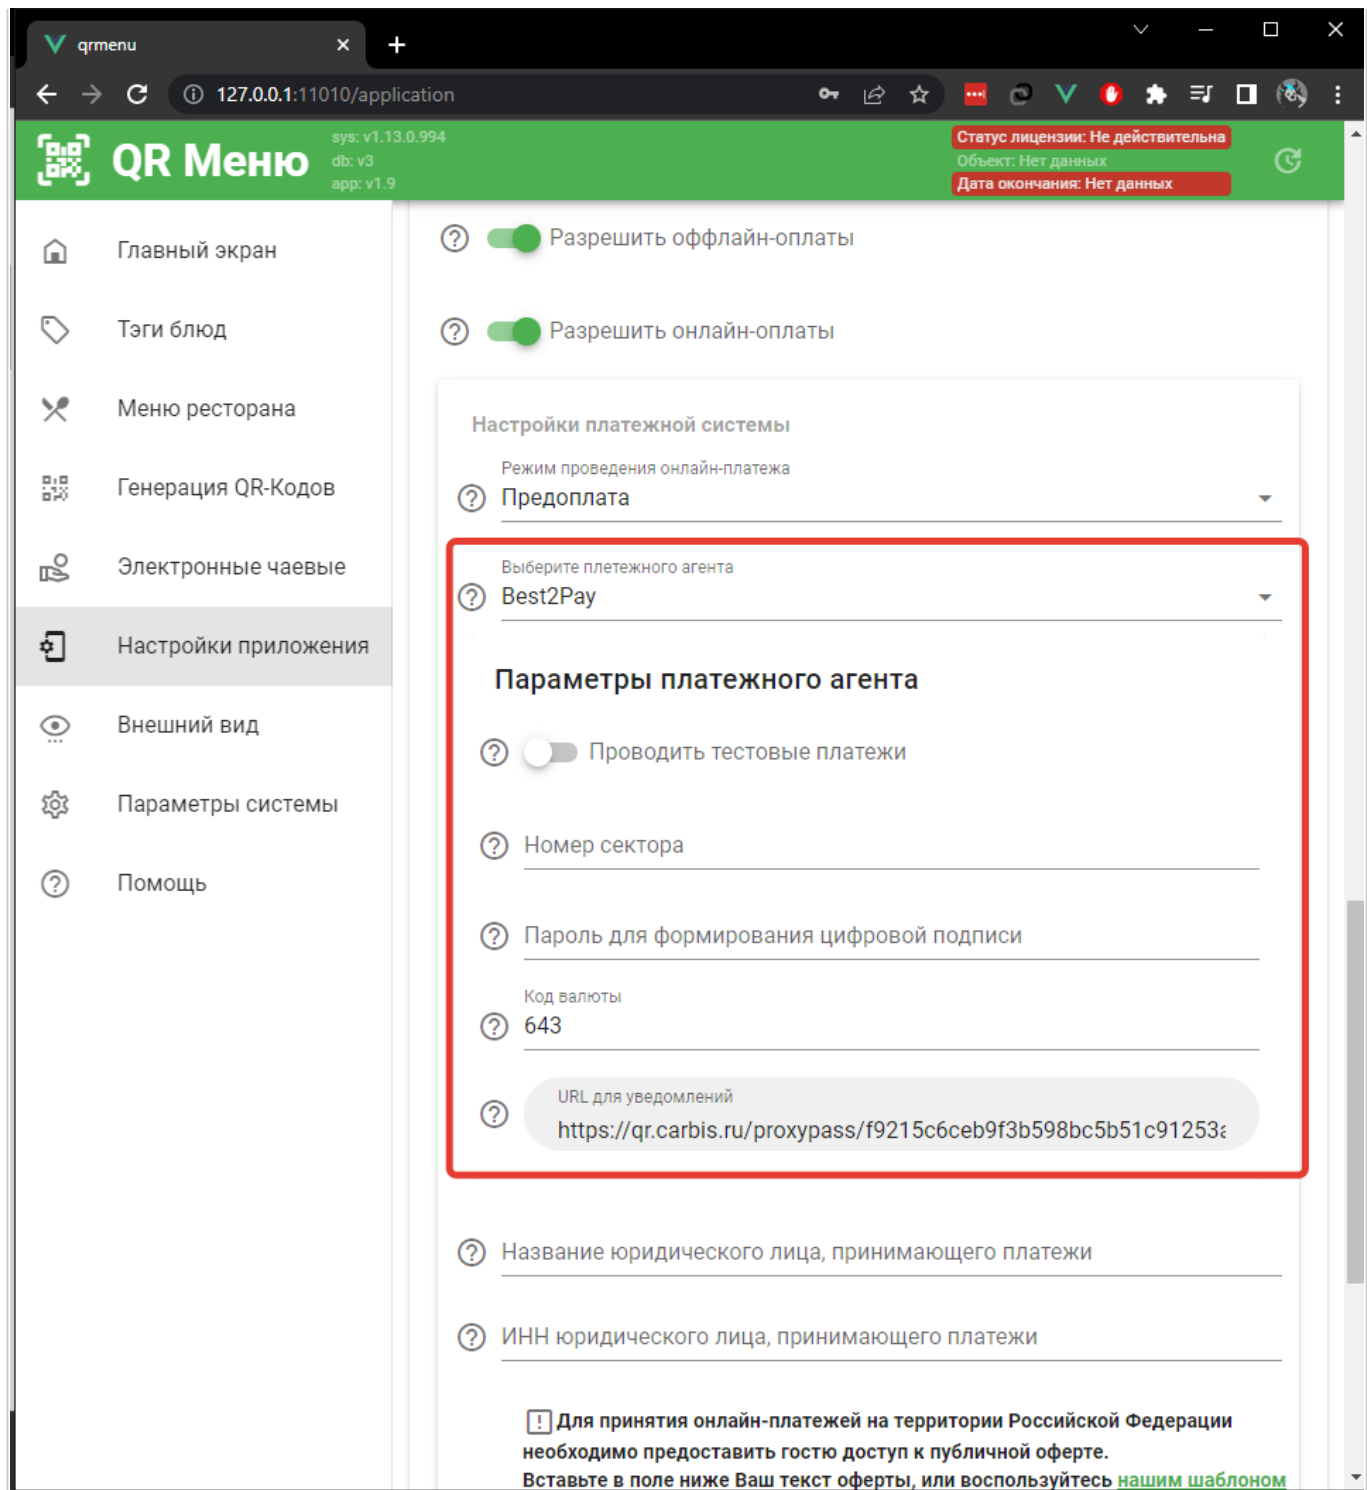 qrmenu
127.0.0.1:11010/application
QR Меню
sys: v1.13.0.994
db: v3
app: v1.9
Статус лицензии: Не действительна
Объект: Нет данных
Дата окончания: Нет данных
Главный экран
Тэги блюд
Меню ресторана
Генерация QR-Кодов
Электронные чаевые
Настройки приложения
Внешний вид
Параметры системы
Помощь
Разрешить оффлайн-оплаты
Разрешить онлайн-оплаты
Настройки платежной системы
Режим проведения онлайн-платежа
Предоплата
Выберите плетежного агента
Best2Pay
Параметры платежного агента
Проводить тестовые платежи
Номер сектора
Пароль для формирования цифровой подписи
Код валюты
643
URL для уведомлений
https://qr.carbis.ru/proxypass/f9215c6ceb9f3b598bc5b51c91253a
Название юридического лица, принимающего платежи
ИНН юридического лица, принимающего платежи
Для принятия онлайн-платежей на территории Российской Федерации
необходимо предоставить гостю доступ к публичной оферте.
Вставьте в поле ниже Ваш текст оферты, или воспользуйтесь нашим шаблоном